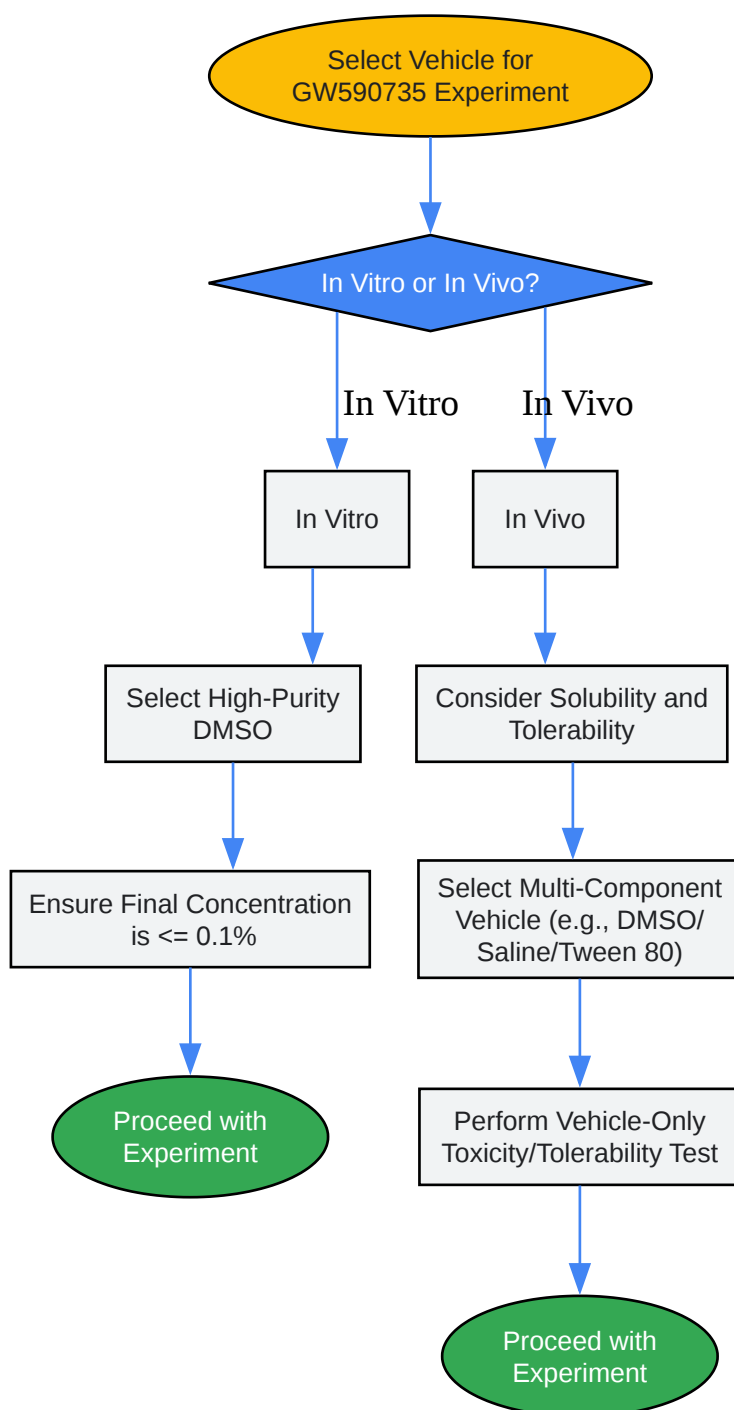 Select Vehicle for
GW590735 Experiment
In Vitro or In Vivo?
In Vitro
In Vivo
In Vitro
In Vivo
Select High-Purity
DMSO
Consider Solubility and
Tolerability
Ensure Final Concentration
is <= 0.1%
Select Multi-Component
Vehicle (e.g., DMSO/
Saline/Tween 80)
Proceed with
Experiment
Perform Vehicle-Only
Toxicity/Tolerability Test
Proceed with
Experiment